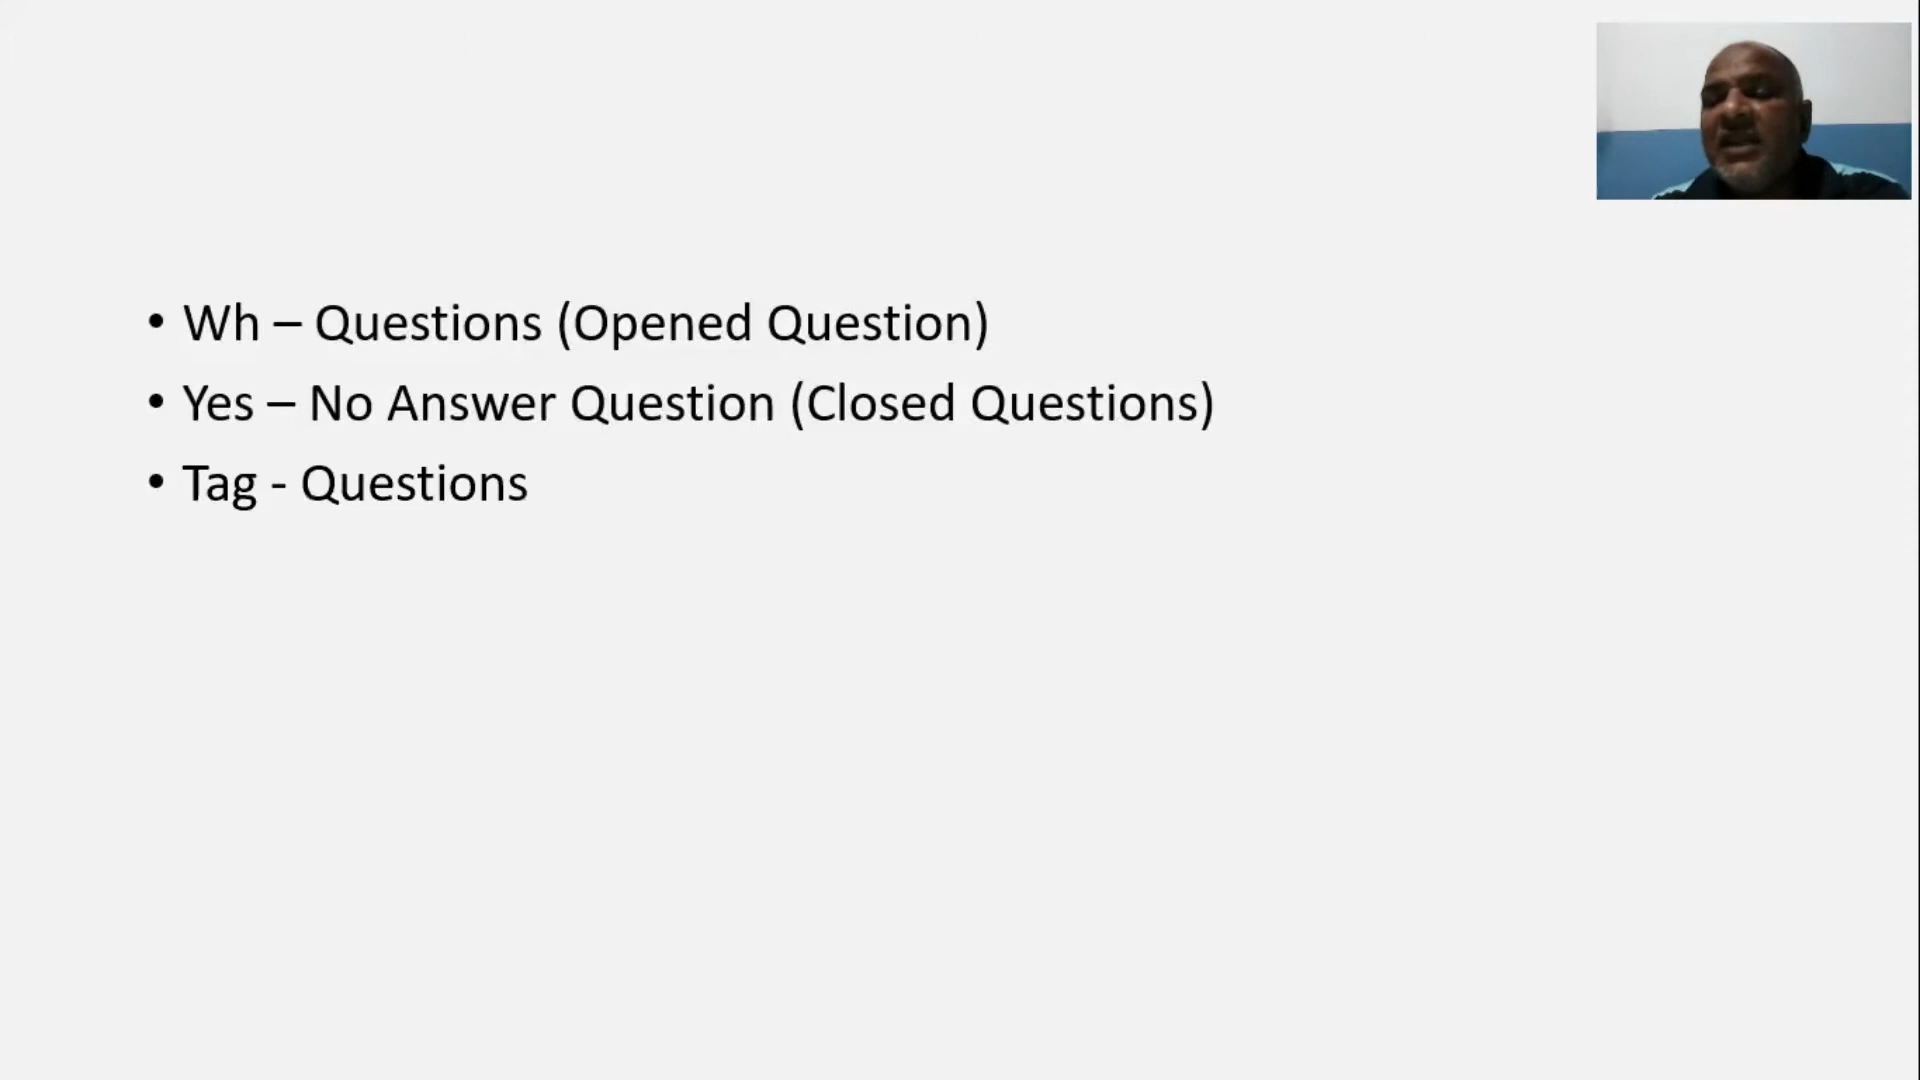 • Wh – Questions (Opened Question)
• Yes – No Answer Question (Closed Questions)
• Tag - Questions